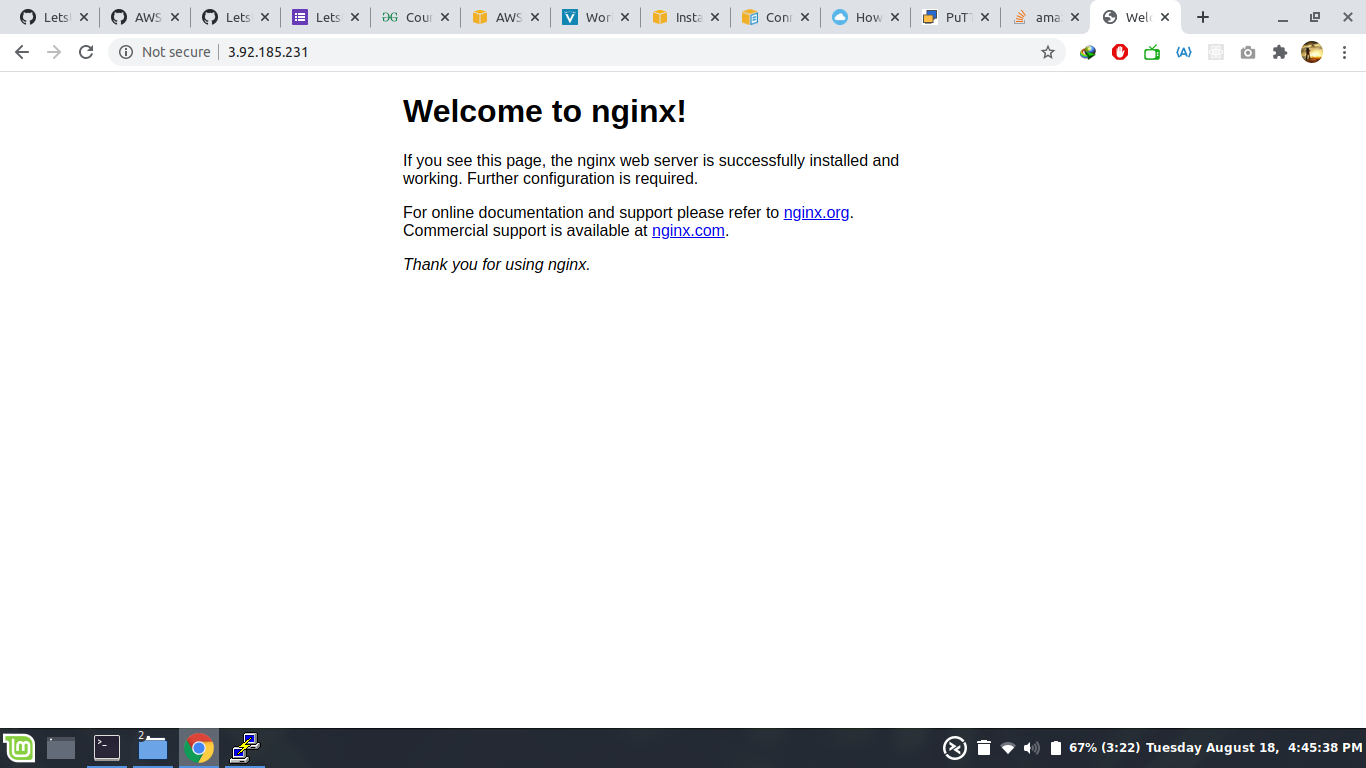 Lets
AWS
Lets
Lets
Cour
AWS
Worl
Insta
Conn
How
PuTT
ama
Welc
Not secure
3.92.185.231
Welcome to nginx!
If you see this page, the nginx web server is successfully installed and
working. Further configuration is required.
For online documentation and support please refer to nginx.org.
Commercial support is available at nginx.com.
Thank you for using nginx.
2
67% (3:22) Tuesday August 18, 4:45:38 PM